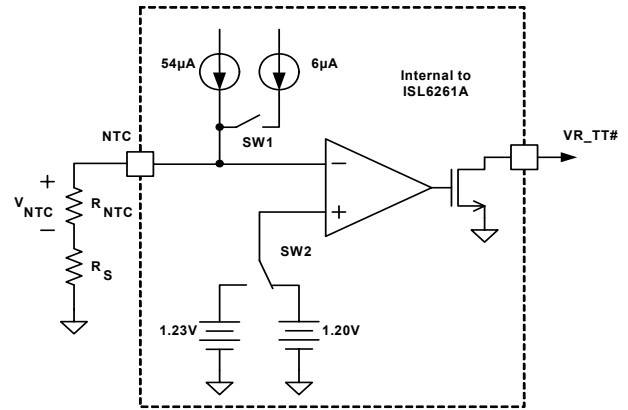 54µA
6µA
Internal to
ISL6261A
NTC
SW1
VR_TT#
−
+
V
NTC
−
R
NTC
R
S
+
SW2
1.23V
1.20V